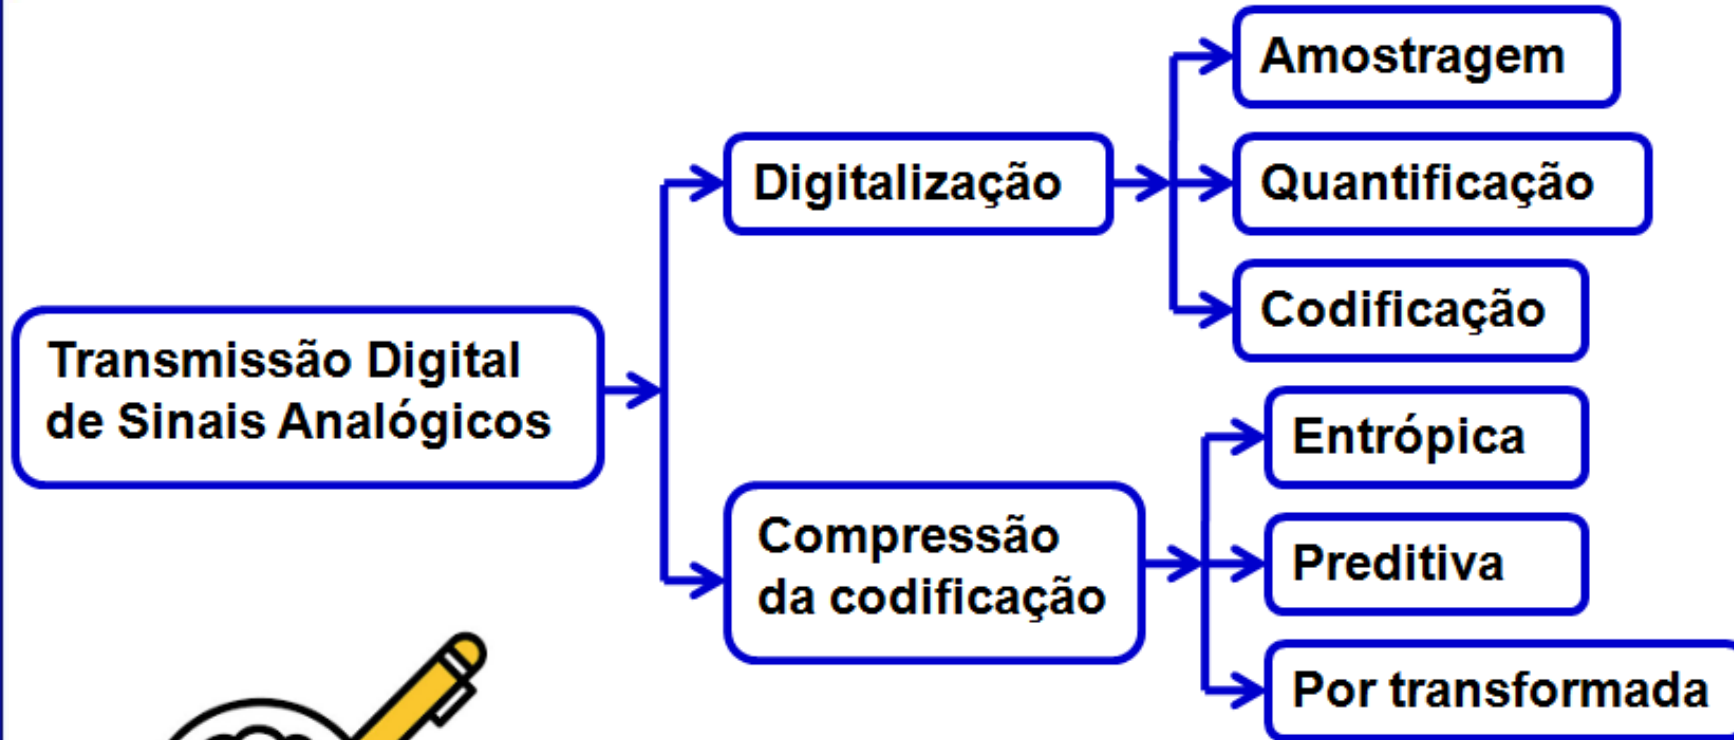 Transmissão Digital
de Sinais Analógicos
Digitalização
Amostragem
Quantificação
Codificação
Compressão
da codificação
Entrópica
Preditiva
Por transformada